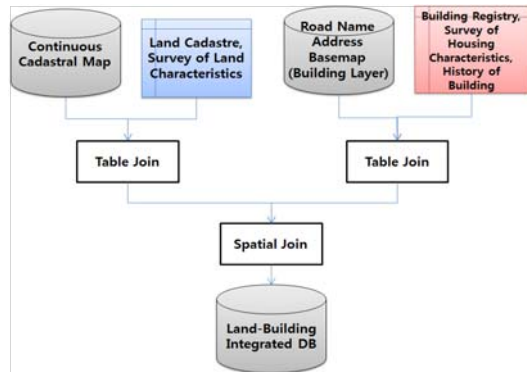 Continuous
Cadastral Map
Land Cadastre,
Survey of Land
Characteristics
Road Name
Address
Basemap
(Building Layer)
Building Registry,
Survey of
Housing
Characteristics,
History of
Building
Table Join
Table Join
Spatial Join
Land-Building
Integrated DB